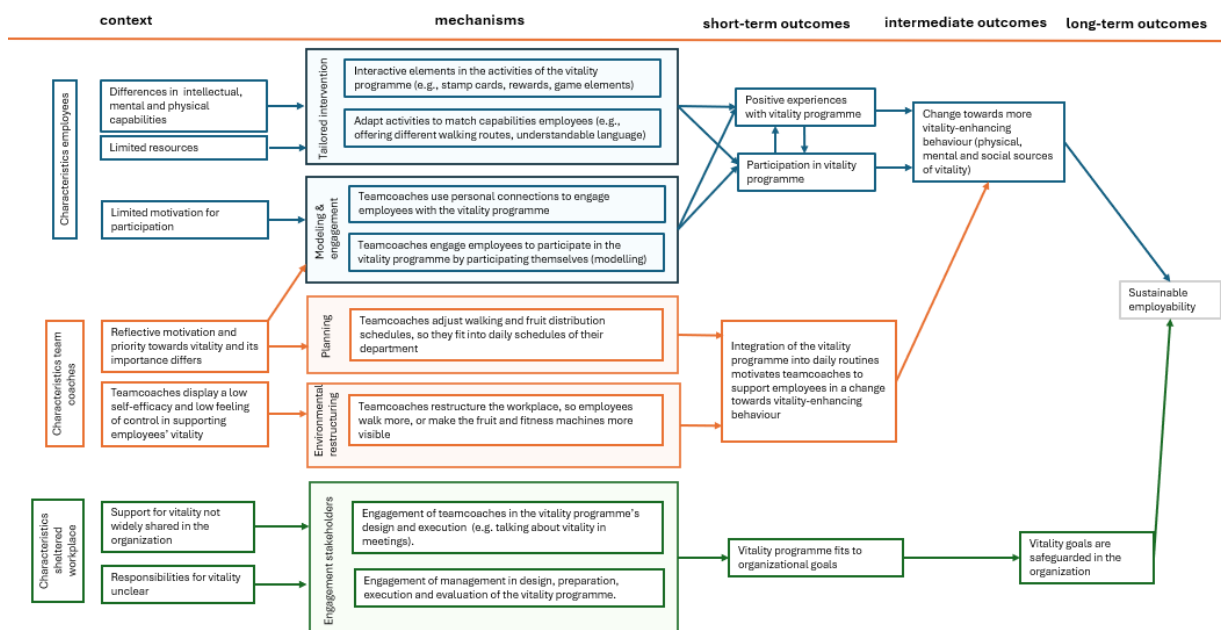 context
mechanisms
short-term outcomes
intermediate outcomes
long-term outcomes
Characteristics employees
Differences in intellectual,
mental and physical
capabilities
Limited resources
Limited motivation for
participation
Tailored intervention
Interactive elements in the activities of the vitality
programme (e.g., stamp cards, rewards, game elements)
Adapt activities to match capabilities employees (e.g.,
offering different walking routes, understandable language)
Modeling &
engagement
Teamcoaches use personal connections to engage
employees with the vitality programme
Teamcoaches engage employees to participate in the
vitality programme by participating themselves (modelling)
Positive experiences
with vitality programme
Participation in vitality
programme
Change towards more
vitality-enhancing
behaviour (physical,
mental and social sources
of vitality)
Sustainable
employability
Characteristics team
coaches
Reflective motivation and
priority towards vitality and its
importance differs
Teamcoaches display a low
self-efficacy and low feeling
of control in supporting
employees' vitality
Planning
Teamcoaches adjust walking and fruit distribution
schedules, so they fit into daily schedules of their
department
Environmental
restructuring
Teamcoaches restructure the workplace, so employees
walk more, or make the fruit and fitness machines more
visible
Integration of the vitality
programme into daily routines
motivates teamcoaches to
support employees in a change
towards vitality-enhancing
behaviour
Characteristics
sheltered
workplace
Support for vitality not
widely shared in the
organization
Responsibilities for vitality
unclear
Engagement stakeholders
Engagement of teamcoaches in the vitality programme's
design and execution (e.g. talking about vitality in
meetings).
Engagement of management in design, preparation,
execution and evaluation of the vitality programme.
Vitality programme fits to
organizational goals
Vitality goals are
safeguarded in the
organization